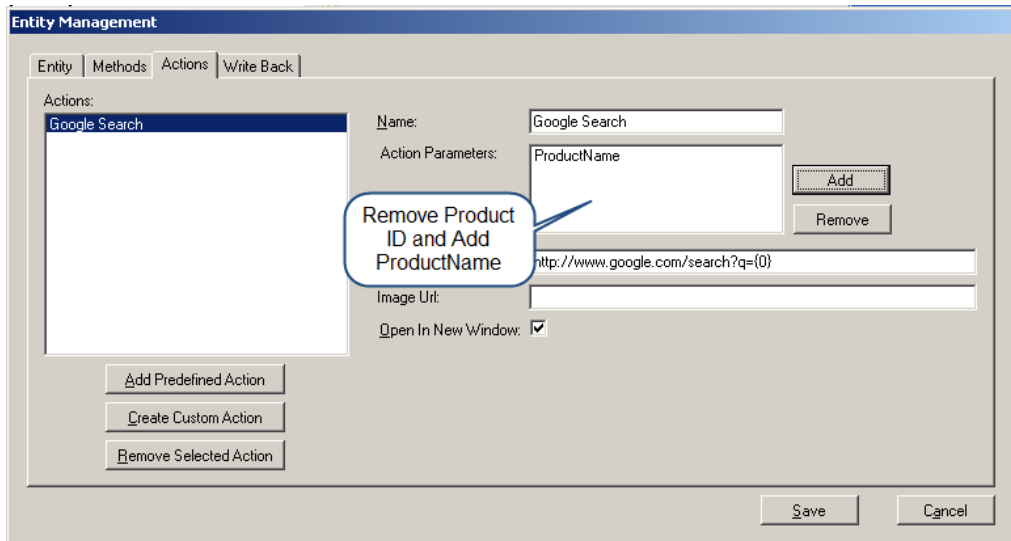 Entity Management
Entity Methods Actions Write Back
Actions:
Google Search
Name: Google Search
Action Parameters: ProductName
Add
Remove
Remove Product
ID and Add
ProductName
http://www.google.com/search?q={0}
Image Url:
Open In New Window:
Add Predefined Action
Create Custom Action
Remove Selected Action
Save Cancel